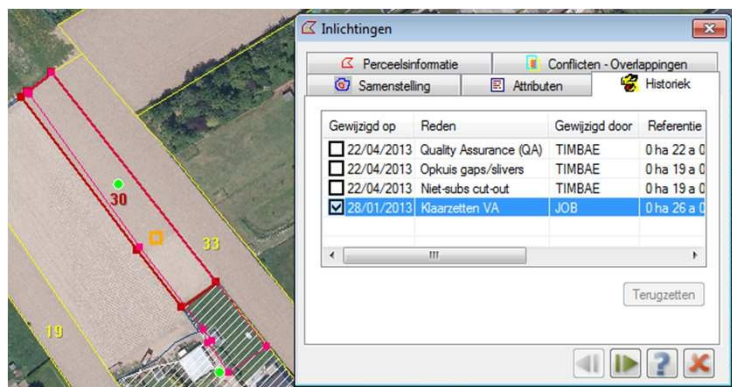 Inlichtingen
Perceelsinformatie Conflicten - Overlappingen
Samenstelling Attributen Historiek
Gewijzigd op Reden Gewijzigd door Referentie
22/04/2013 Quality Assurance (QA) TIMBAE 0 ha 22 a 0
22/04/2013 Opkuis gaps/slivers TIMBAE 0 ha 19 a 0
22/04/2013 Niet-subs cut-out TIMBAE 0 ha 19 a 0
28/01/2013 Klaarzetten VA JOB 0 ha 26 a 0
Terugzetten
30
33
19